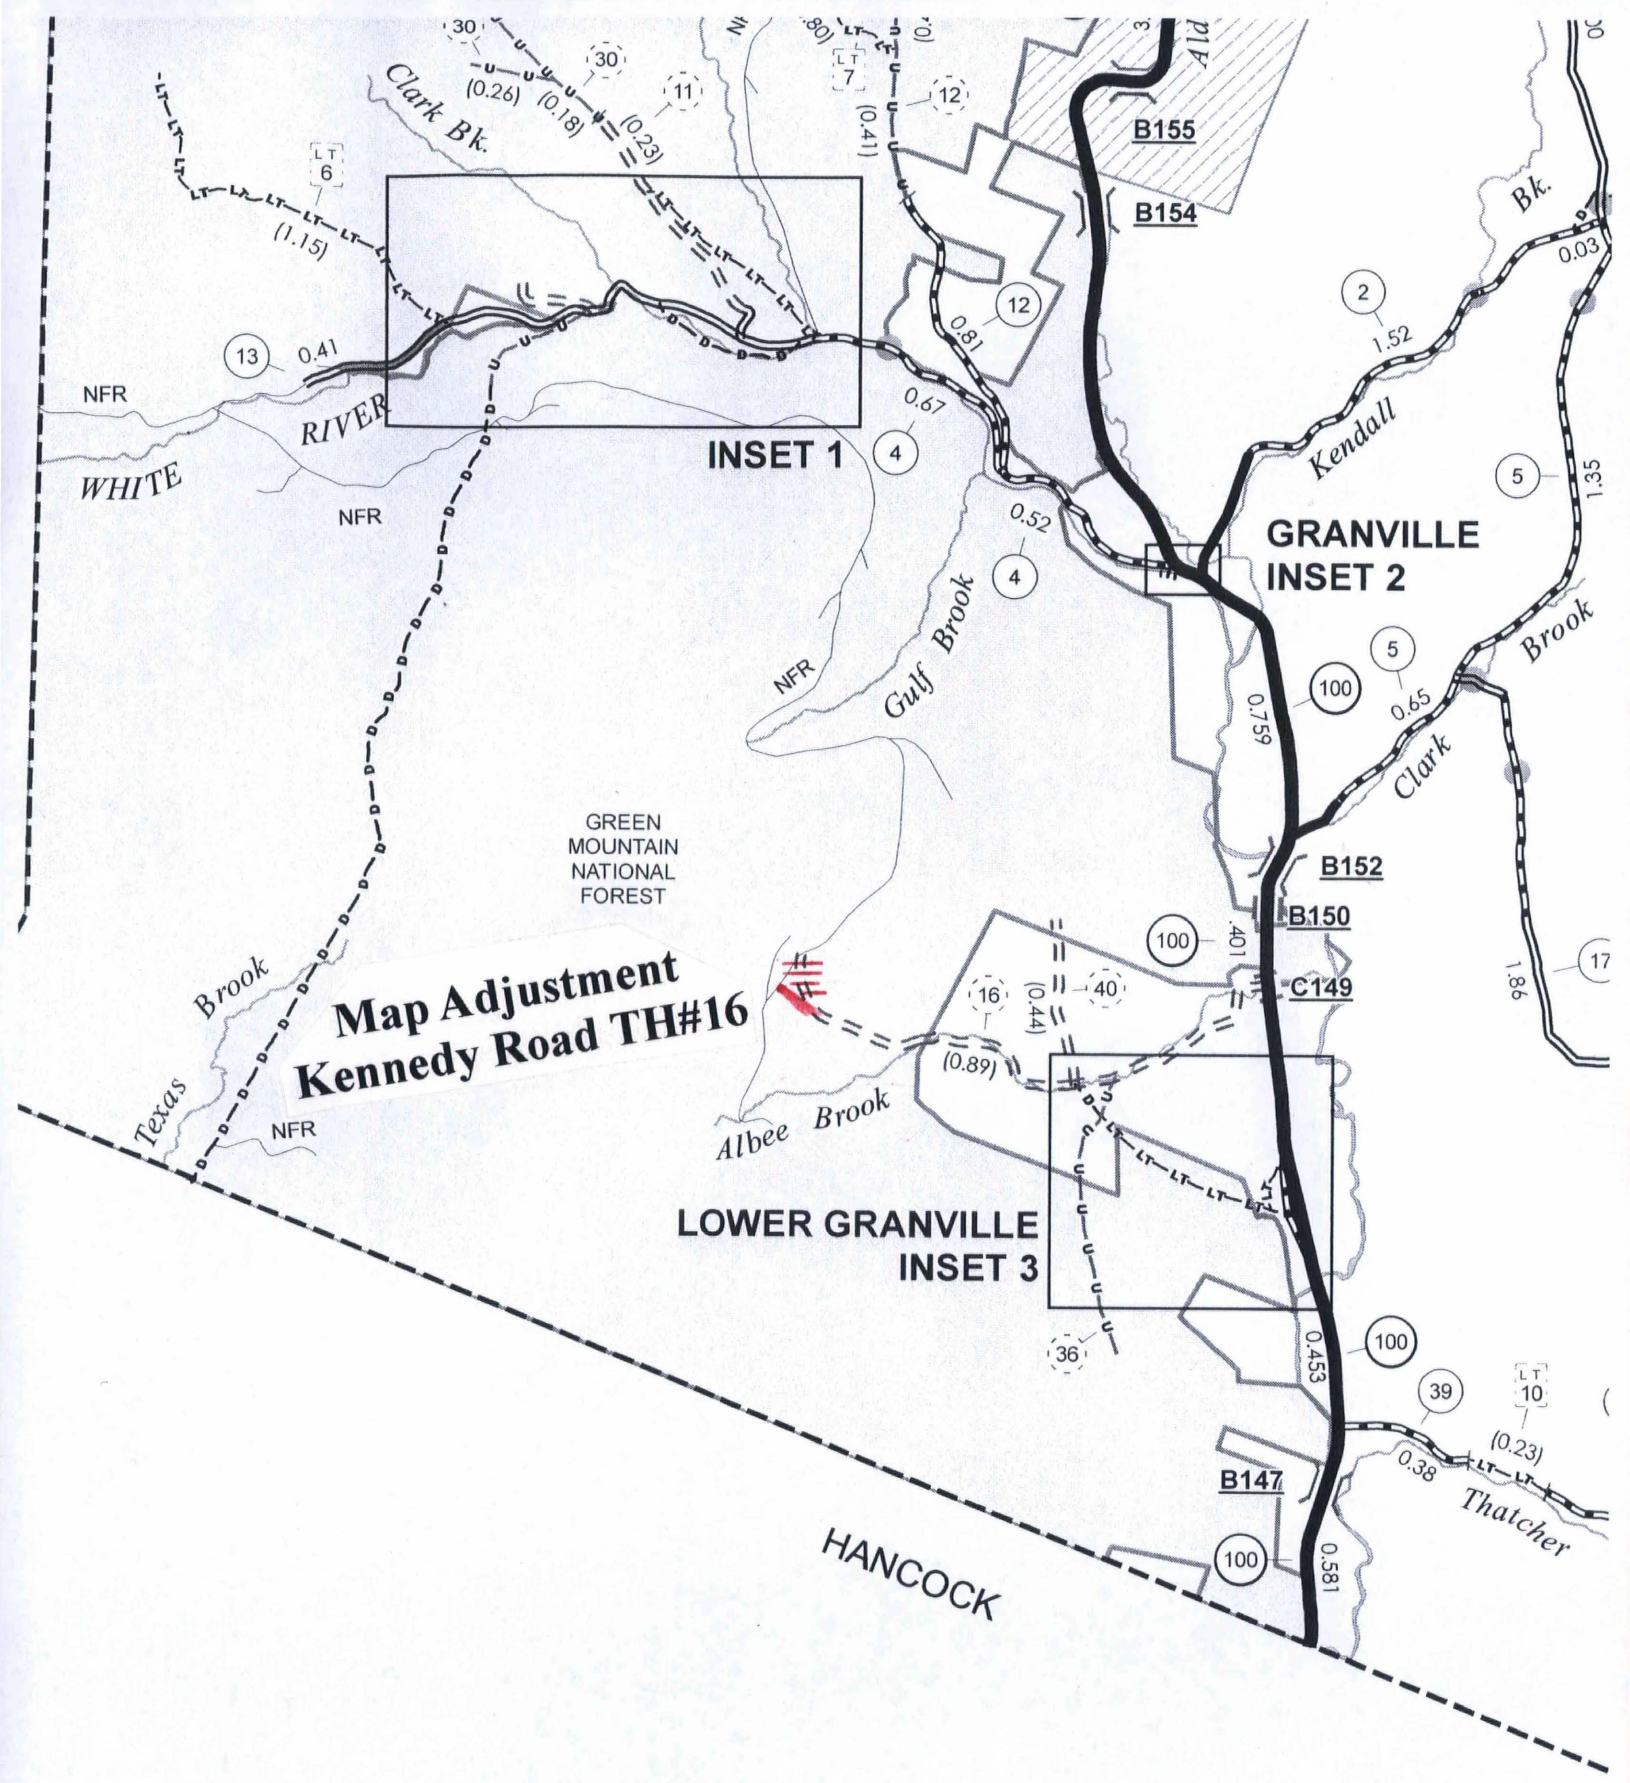 30
30
(0.26)
(0.18)
11
(0.23)
Clark Bk.
LT
7
12
(0.41)
B155
B154
LT
6
(1.15)
Bk.
0.03
2
1.52
Kendall
12
0.81
13
0.41
NFR
RIVER
WHITE
NFR
INSET 1
0.67
4
0.52
4
5
1.35
GRANVILLE
INSET 2
Gulf Brook
NFR
100
0.759
5
0.65
Clark Brook
GREEN
MOUNTAIN
NATIONAL
FOREST
B152
B150
100
.401
C149
17
1.86
Map Adjustment
Kennedy Road TH#16
16
(0.44)
40
(0.89)
Texas Brook
NFR
Albee Brook
LOWER GRANVILLE
INSET 3
36
100
0.453
39
0.38
LT
10
(0.23)
Thatcher
B147
100
0.581
HANCOCK